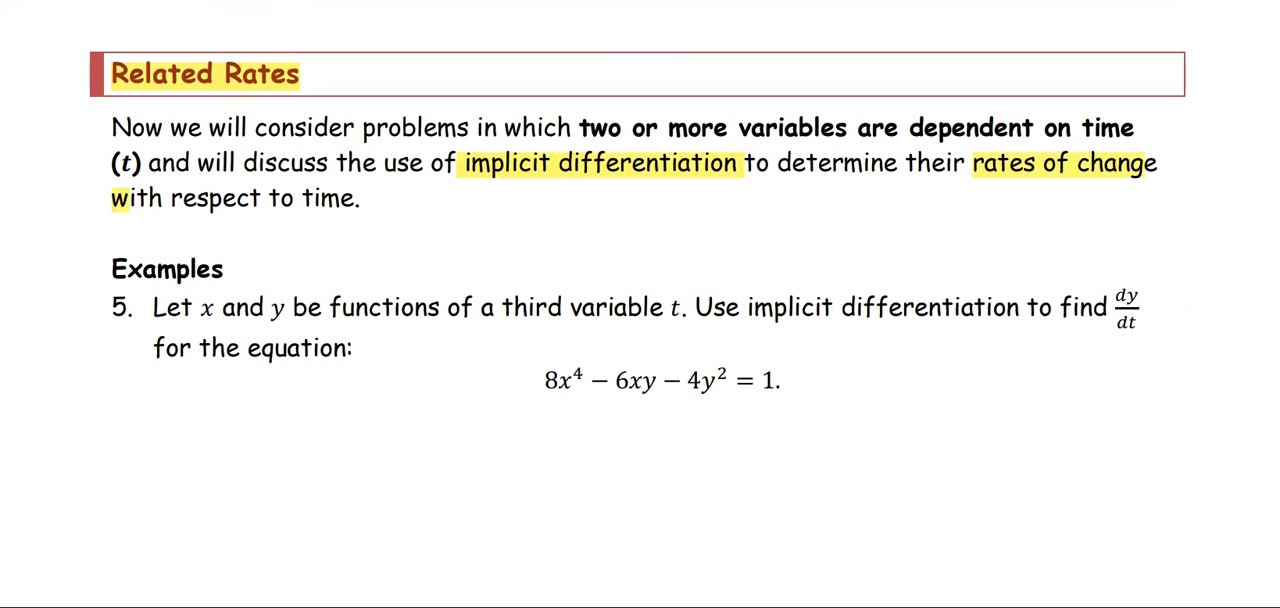 Related Rates
Now we will consider problems in which two or more variables are dependent on time
(t) and will discuss the use of implicit differentiation to determine their rates of change
with respect to time.
Examples
5. Let x and y be functions of a third variable t. Use implicit differentiation to find dy/dt
for the equation:
8x⁴ − 6xy − 4y² = 1.